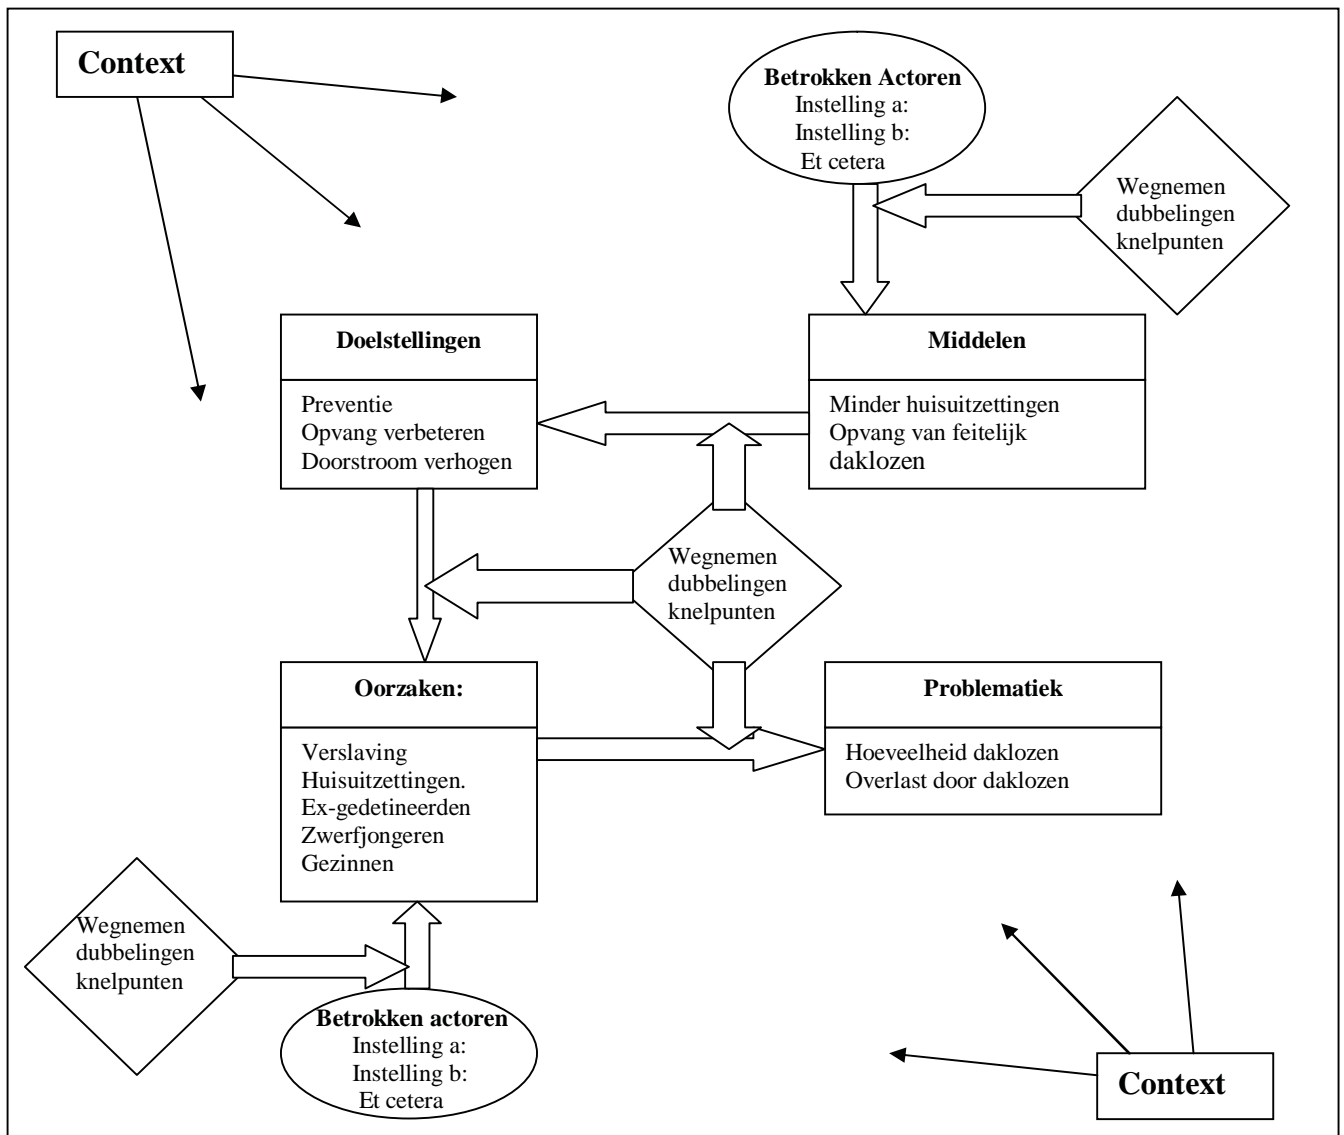 Context
Betrokken Actoren
Instelling a:
Instelling b:
Et cetera
Wegnemen
dubbelingen
knelpunten
Doelstellingen
Preventie
Opvang verbeteren
Doorstroom verhogen
Middelen
Minder huisuitzettingen
Opvang van feitelijk
daklozen
Wegnemen
dubbelingen
knelpunten
Oorzaken:
Verslaving
Huisuitzettingen.
Ex-gedetineerden
Zwerfjongeren
Gezinnen
Problematiek
Hoeveelheid daklozen
Overlast door daklozen
Wegnemen
dubbelingen
knelpunten
Betrokken actoren
Instelling a:
Instelling b:
Et cetera
Context